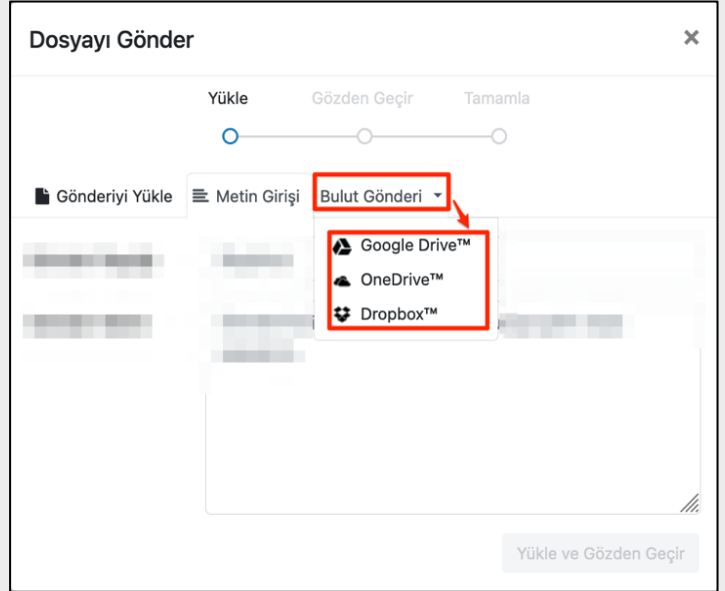 Dosyayı Gönder ×
Yükle Gözden Geçir Tamamla
Gönderiyi Yükle Metin Girişi Bulut Gönderi
Google Drive™
OneDrive™
Dropbox™
Yükle ve Gözden Geçir